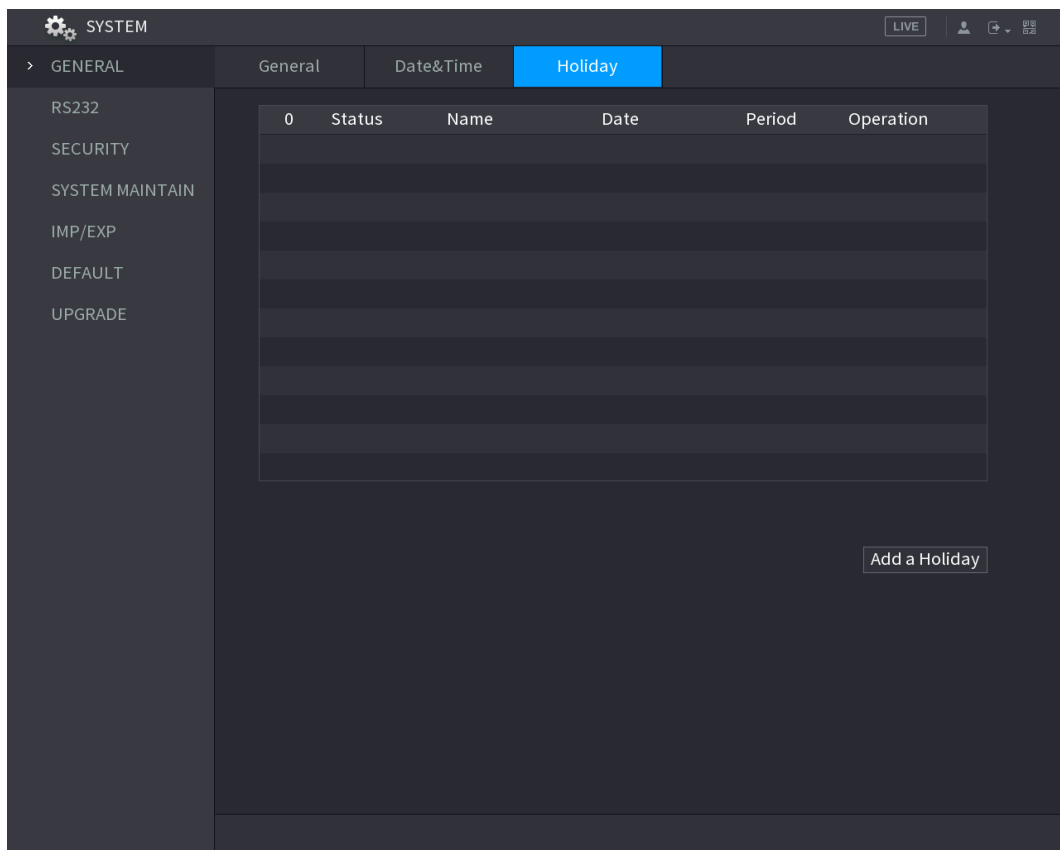 SYSTEM LIVE
> GENERAL General Date&Time Holiday
RS232
0 Status Name Date Period Operation
SECURITY
SYSTEM MAINTAIN
IMP/EXP
DEFAULT
UPGRADE
Add a Holiday